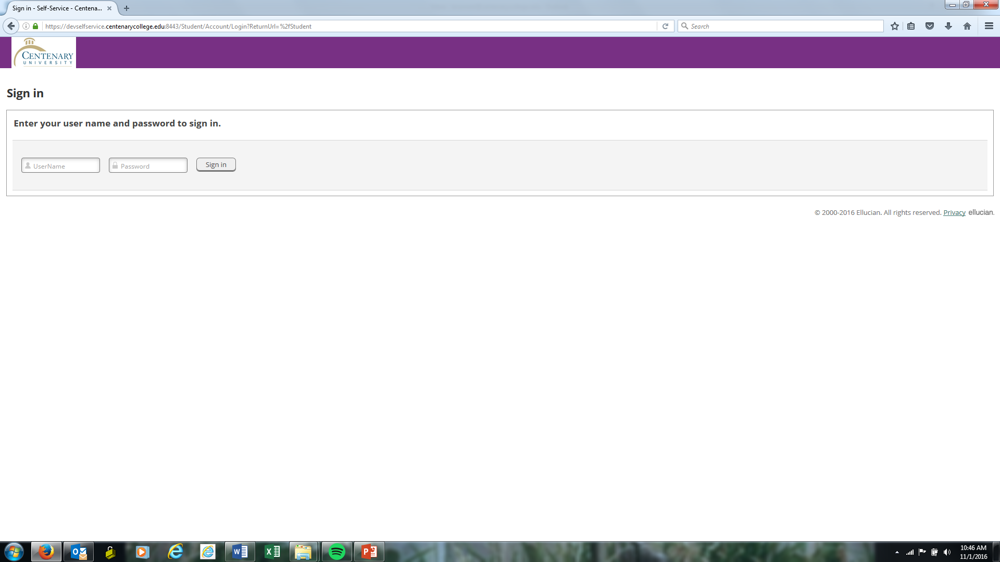 Sign in - Self-Service - Centena...
https://devselfservice.centenarycollege.edu:8443/Student/Account/Login?ReturnUrl=%2fStudent
Search
CENTENARY
UNIVERSITY
Sign in
Enter your user name and password to sign in.
UserName
Password
Sign in
© 2000-2016 Ellucian. All rights reserved. Privacy ellucian.
10:46 AM
11/1/2016